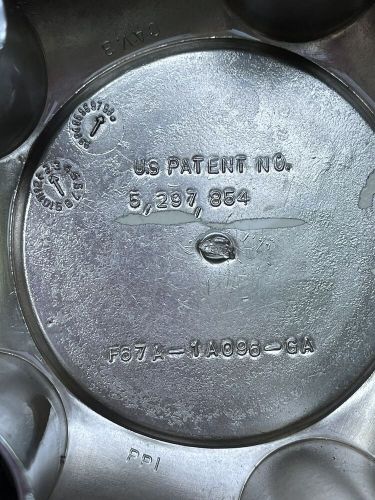 U.S PATENT NO.
5,297,854
F67A-1A096-GA
PPI